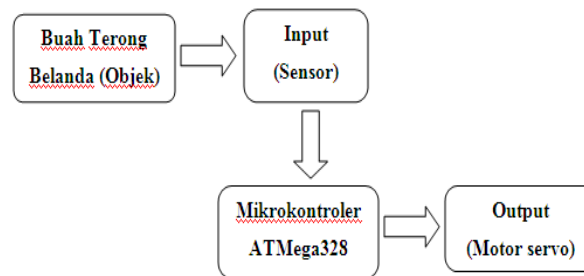 Buah Terong
Belanda (Objek)
Input
(Sensor)
Mikrokontroler
ATMega328
Output
(Motor servo)